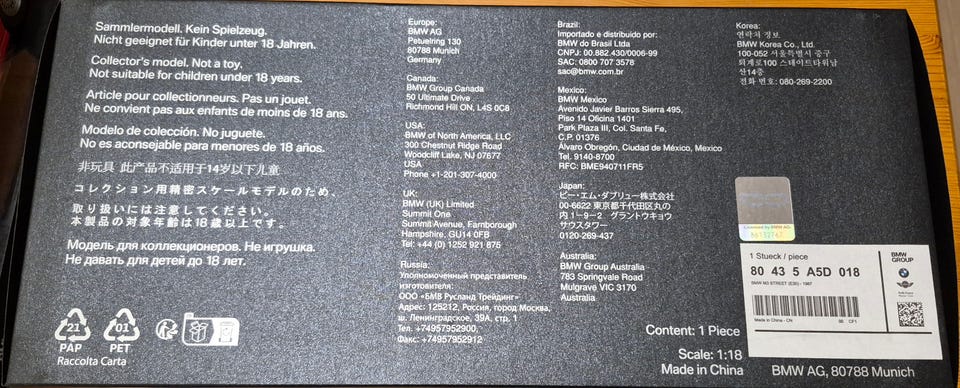 Sammlermodell. Kein Spielzeug.
Nicht geeignet für Kinder unter 18 Jahren.
Collector's model. Not a toy.
Not suitable for children under 18 years.
Article pour collectionneurs. Pas un jouet.
Ne convient pas aux enfants de moins de 18 ans.
Modelo de colección. No juguete.
No es aconsejable para menores de 18 años.
非玩具 此产品不适用于14岁以下儿童
コレクション用精密スケールモデルのため、
取り扱いには注意してください。
本製品の対象年齢は18歳以上です。
Модель для коллекционеров. Не игрушка.
Не давать для детей до 18 лет.
21
PAP
01
PET
Raccolta Carta
Europe:
BMW AG
Petuelring 130
80788 Munich
Germany
Canada:
BMW Group Canada
50 Ultimate Drive
Richmond Hill ON, L4S 0C8
USA:
BMW of North America, LLC
300 Chestnut Ridge Road
Woodcliff Lake, NJ 07677
USA
Phone +1-201-307-4000
UK:
BMW (UK) Limited
Summit One
Summit Avenue, Farnborough
Hampshire, GU14 0FB
Tel: +44 (0) 1252 921 875
Russia:
Уполномоченный представитель
изготовителя:
ООО «БМВ Русланд Трейдинг»
Адрес: 125212, Россия, город Москва,
ш. Ленинградское, 39А, стр. 1
Тел. +74957952900,
Факс: +74957952912
Brazil:
Importado e distribuido por:
BMW do Brasil Ltda
CNPJ: 00.882.430/0006-99
SAC: 0800 707 3578
sac@bmw.com.br
Mexico:
BMW Mexico
Avenido Javier Barros Sierra 495,
Piso 14 Oficina 1401
Park Plaza III, Col. Santa Fe,
C.P. 01376
Álvaro Obregón, Ciudad de México, Mexico
Tel. 9140-8700
RFC: BME940711FR5
Japan:
ビー・エム・ダブリュー株式会社
00-6622 東京都千代田区丸の
内 1-9-2 グラントウキョウ
サウスタワー
0120-269-437
Australia:
BMW Group Australia
783 Springvale Road
Mulgrave VIC 3170
Australia
Korea:
연락처 정보
BMW Korea Co., Ltd.
100-052 서울특별시 중구
퇴계로100 스테이트타워남
산14층
전화 번호: 080-269-2200
Licensed by BMW AG
1 Stueck / piece
80 43 5 A5D 018
BMW M3 STREET (E30) - 1987
Made in China - CN
BMW
GROUP
Content: 1 Piece
Scale: 1:18
Made in China
BMW AG, 80788 Munich